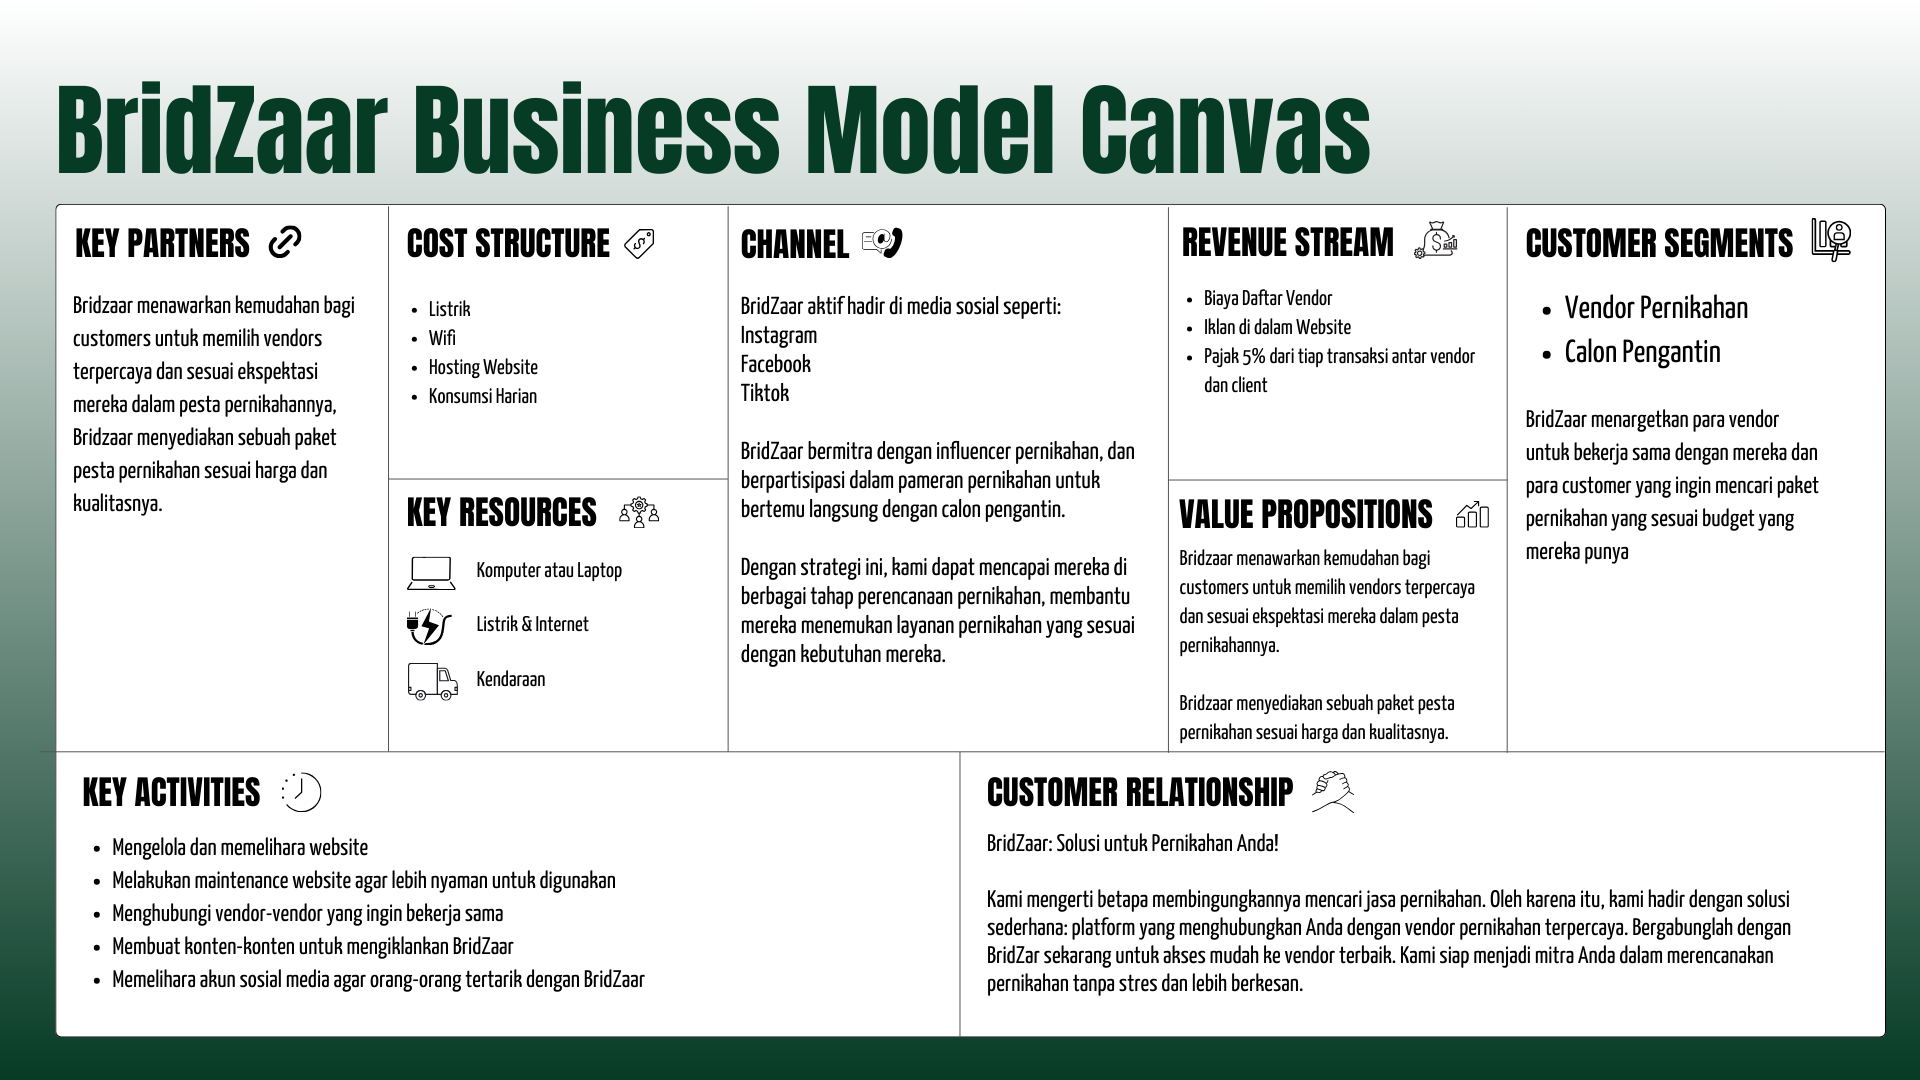 BridZaar Business Model Canvas
KEY PARTNERS
Bridzaar menawarkan kemudahan bagi
customers untuk memilih vendors
terpercaya dan sesuai ekspektasi
mereka dalam pesta pernikahannya,
Bridzaar menyediakan sebuah paket
pesta pernikahan sesuai harga dan
kualitasnya.
COST STRUCTURE
• Listrik
• Wifi
• Hosting Website
• Konsumsi Harian
KEY RESOURCES
Komputer atau Laptop
Listrik & Internet
Kendaraan
CHANNEL
BridZaar aktif hadir di media sosial seperti:
Instagram
Facebook
Tiktok
BridZaar bermitra dengan influencer pernikahan, dan
berpartisipasi dalam pameran pernikahan untuk
bertemu langsung dengan calon pengantin.
Dengan strategi ini, kami dapat mencapai mereka di
berbagai tahap perencanaan pernikahan, membantu
mereka menemukan layanan pernikahan yang sesuai
dengan kebutuhan mereka.
REVENUE STREAM
• Biaya Daftar Vendor
• Iklan di dalam Website
• Pajak 5% dari tiap transaksi antar vendor
dan client
VALUE PROPOSITIONS
Bridzaar menawarkan kemudahan bagi
customers untuk memilih vendors terpercaya
dan sesuai ekspektasi mereka dalam pesta
pernikahannya.
Bridzaar menyediakan sebuah paket pesta
pernikahan sesuai harga dan kualitasnya.
CUSTOMER SEGMENTS
• Vendor Pernikahan
• Calon Pengantin
BridZaar menargetkan para vendor
untuk bekerja sama dengan mereka dan
para customer yang ingin mencari paket
pernikahan yang sesuai budget yang
mereka punya
KEY ACTIVITIES
• Mengelola dan memelihara website
• Melakukan maintenance website agar lebih nyaman untuk digunakan
• Menghubungi vendor-vendor yang ingin bekerja sama
• Membuat konten-konten untuk mengiklankan BridZaar
• Memelihara akun sosial media agar orang-orang tertarik dengan BridZaar
CUSTOMER RELATIONSHIP
BridZaar: Solusi untuk Pernikahan Anda!
Kami mengerti betapa membingungkannya mencari jasa pernikahan. Oleh karena itu, kami hadir dengan solusi
sederhana: platform yang menghubungkan Anda dengan vendor pernikahan terpercaya. Bergabunglah dengan
BridZar sekarang untuk akses mudah ke vendor terbaik. Kami siap menjadi mitra Anda dalam merencanakan
pernikahan tanpa stres dan lebih berkesan.